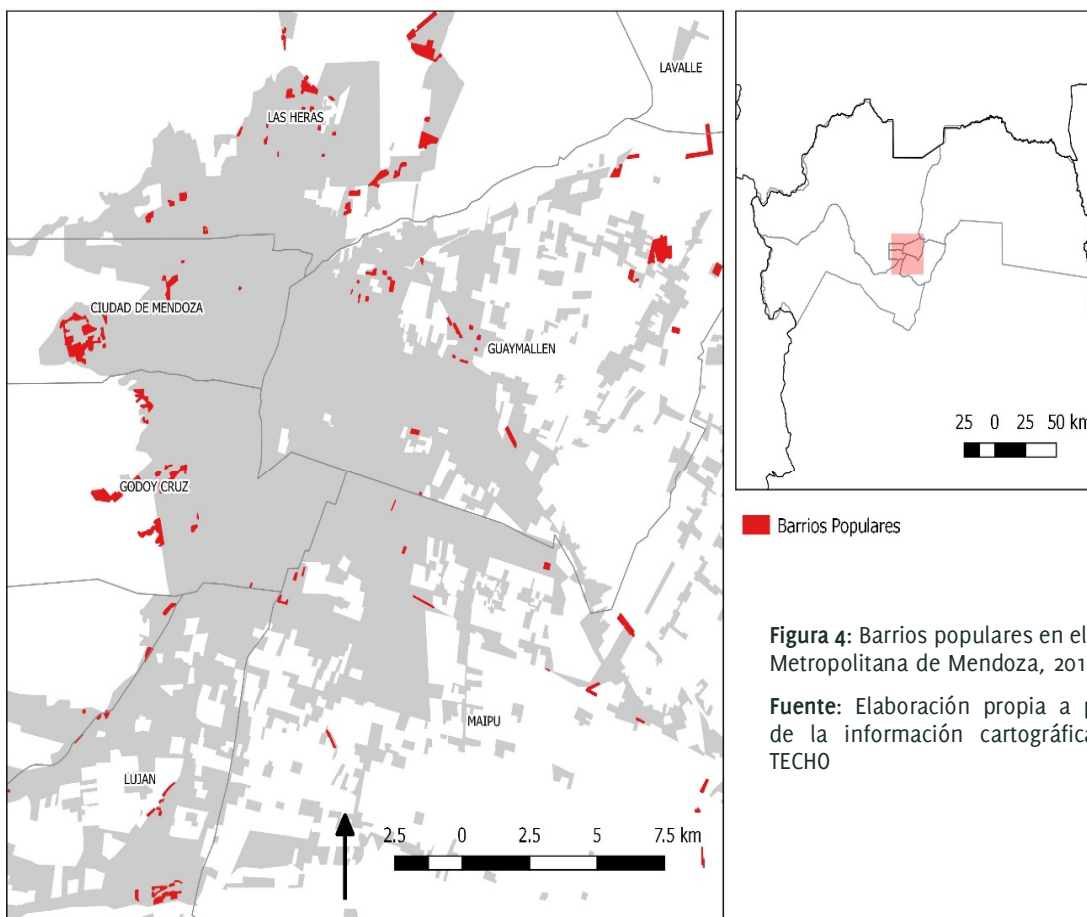 LAVALLE
LAS HERAS
CIUDAD DE MENDOZA
GUAYMALLEN
GODOY CRUZ
MAIPU
LUJAN
2.5 0 2.5 5 7.5 km
25 0 25 50 km
Barrios Populares
Figura 4: Barrios populares en el
Metropolitana de Mendoza, 201
Fuente: Elaboración propia a p
de la información cartográfica
TECHO